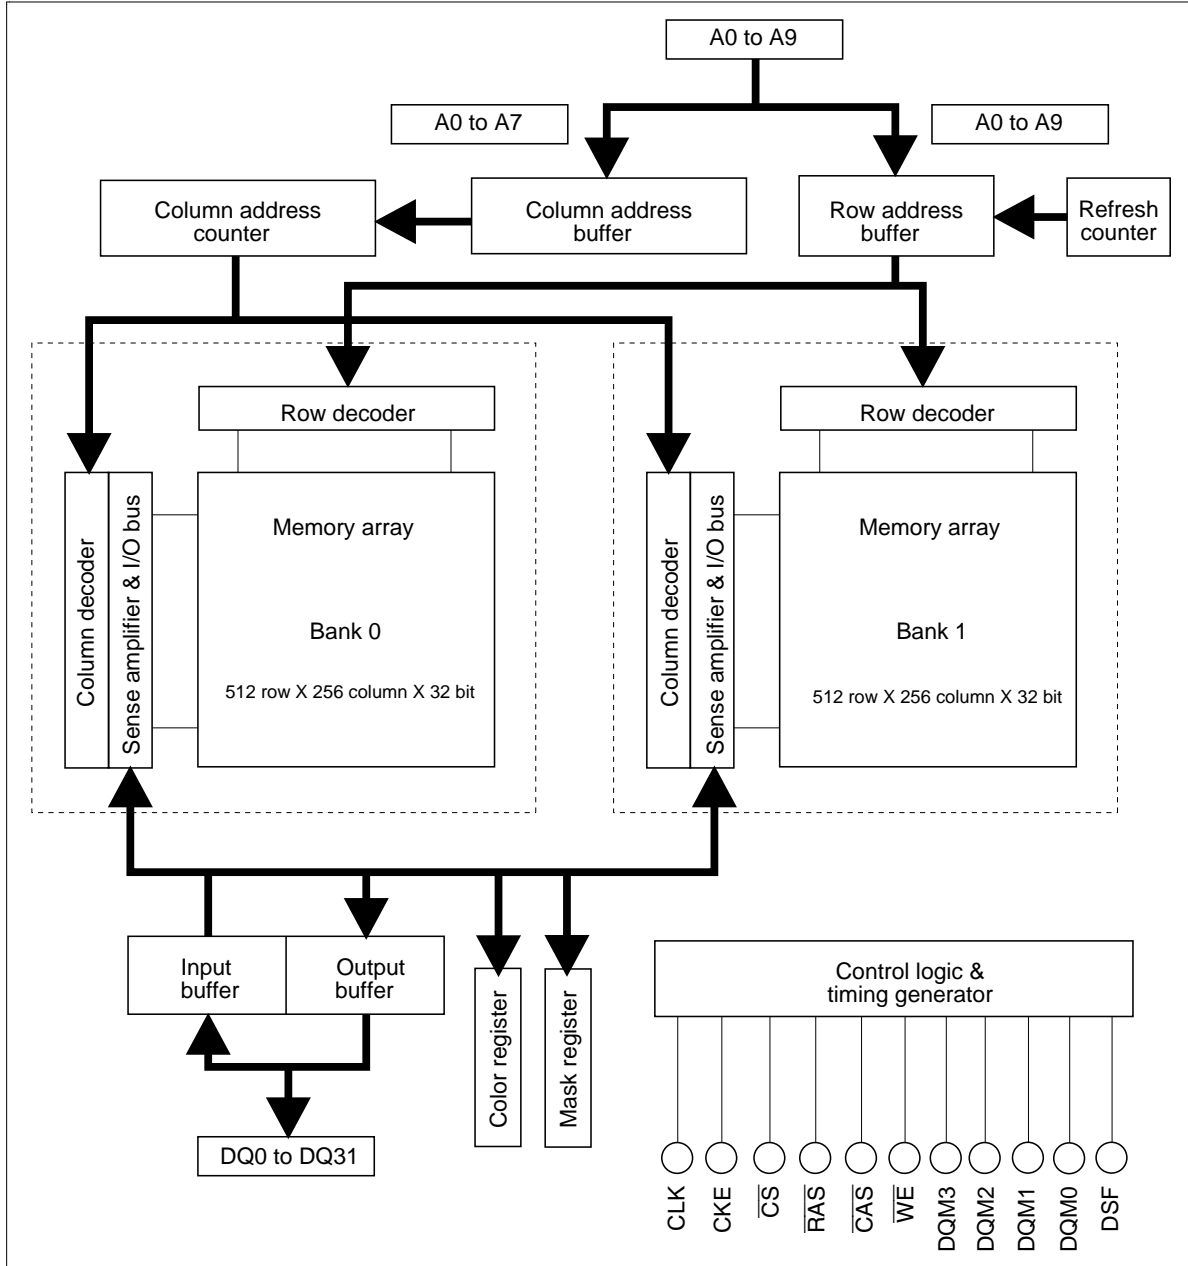 A0 to A9
A0 to A7
A0 to A9
Column address
counter
Column address
buffer
Row address
buffer
Refresh
counter
Row decoder
Row decoder
Column decoder
Sense amplifier & I/O bus
Memory array
Bank 0
512 row X 256 column X 32 bit
Column decoder
Sense amplifier & I/O bus
Memory array
Bank 1
512 row X 256 column X 32 bit
Input
buffer
Output
buffer
Color register
Mask register
Control logic &
timing generator
DQ0 to DQ31
CLK
CKE
C̅S̅
R̅A̅S̅
C̅A̅S̅
W̅E̅
DQM3
DQM2
DQM1
DQM0
DSF